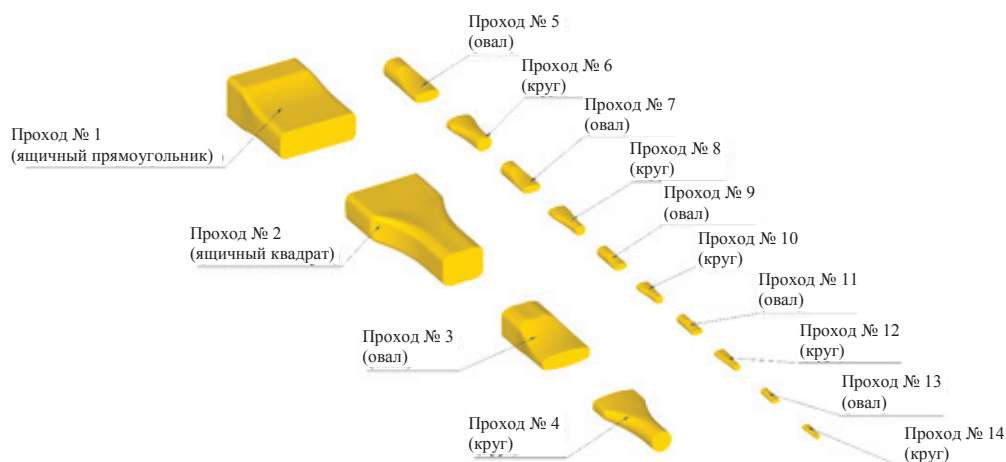 Проход № 1
(ящичный прямоугольник)
Проход № 2
(ящичный квадрат)
Проход № 3
(овал)
Проход № 4
(круг)
Проход № 5
(овал)
Проход № 6
(круг)
Проход № 7
(овал)
Проход № 8
(круг)
Проход № 9
(овал)
Проход № 10
(круг)
Проход № 11
(овал)
Проход № 12
(круг)
Проход № 13
(овал)
Проход № 14
(круг)